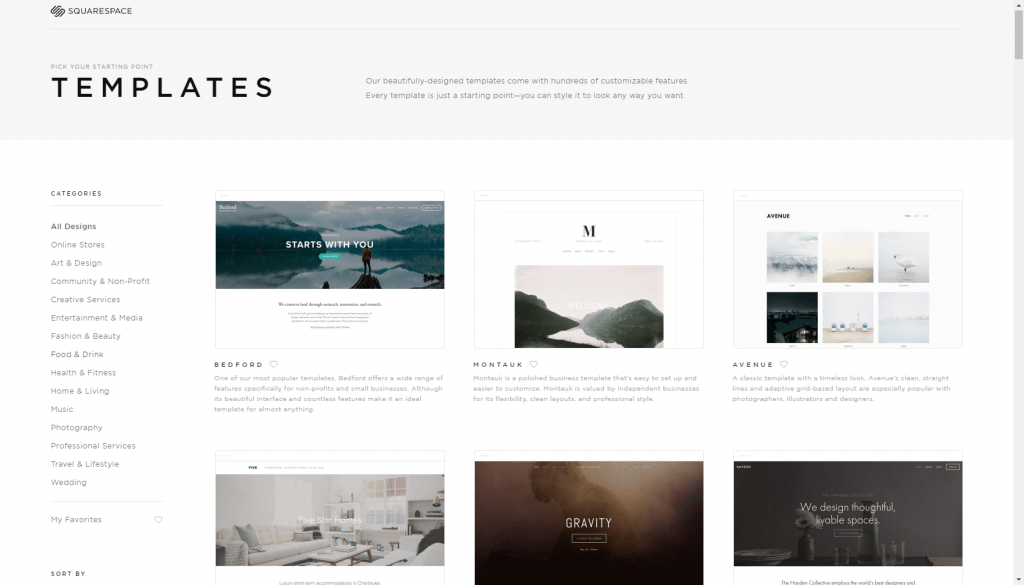 SQUARESPACE
PICK YOUR STARTING POINT
TEMPLATES
Our beautifully-designed templates come with hundreds of customizable features.
Every template is just a starting point—you can style it to look any way you want.
CATEGORIES
All Designs
Online Stores
Art & Design
Community & Non-Profit
Creative Services
Entertainment & Media
Fashion & Beauty
Food & Drink
Health & Fitness
Home & Living
Music
Photography
Professional Services
Travel & Lifestyle
Wedding
My Favorites
SORT BY
Bedford
STARTS WITH YOU
We conserve land through outreach, restoration, and research.
BEDFORD
One of our most popular templates, Bedford offers a wide range of
features specifically for non-profits and small businesses. Although
its beautiful interface and countless features make it an ideal
template for almost anything.
M
WELCOME
MONTAUK
Montauk is a polished business template that's easy to set up and
easier to customize. Montauk is valued by independent businesses
for its flexibility, clean layouts, and professional style.
AVENUE
AVENUE
A classic template with a timeless look, Avenue's clean, straight
lines and adaptive grid-based layout are especially popular with
photographers, illustrators and designers.
FIVE
Five Star Homes
Luxury short-term accommodations in Chelbrook
GRAVITY
HAYDEN
THE HAYDEN COLLECTIVE
We design thoughtful,
livable spaces.
The Hayden Collective employs the world's best designers and